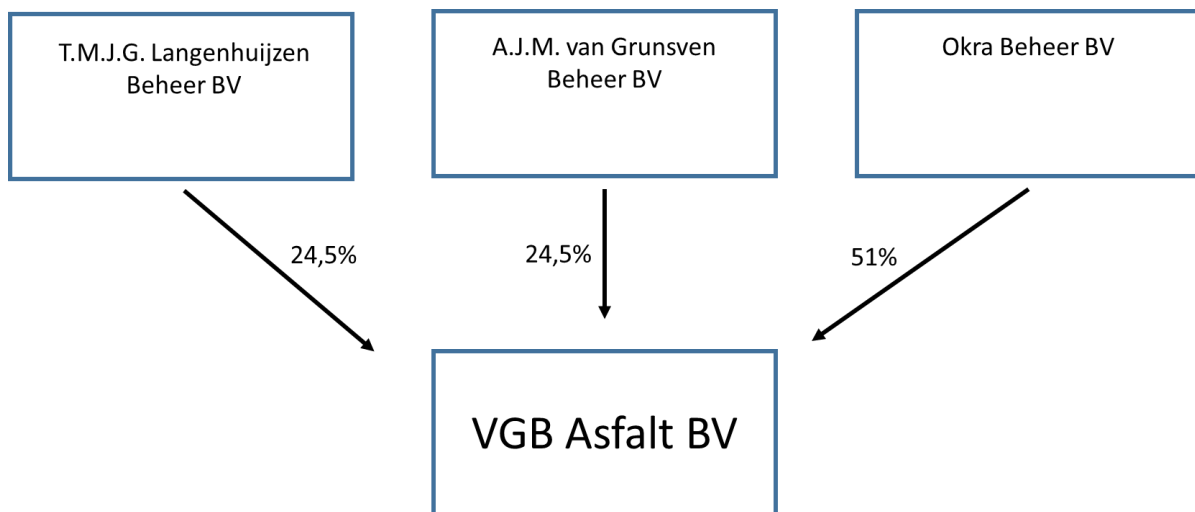 T.M.J.G. Langenhuijzen
Beheer BV
A.J.M. van Grunsven
Beheer BV
Okra Beheer BV
24,5%
24,5%
51%
VGB Asfalt BV